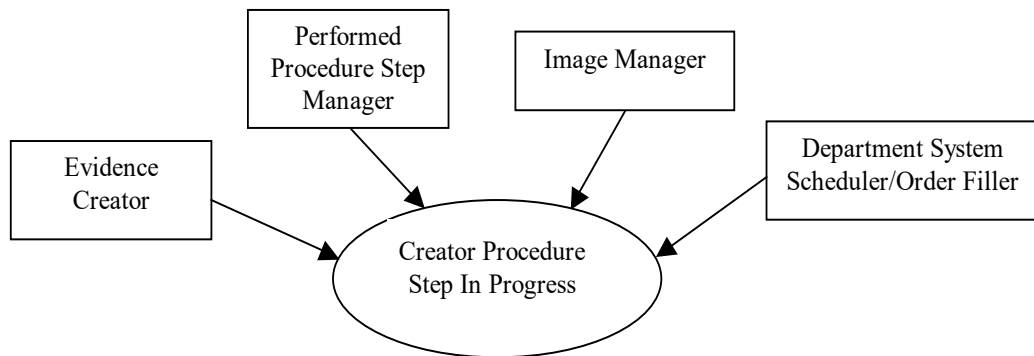 Performed
Procedure Step
Manager
Image Manager
Evidence
Creator
Department System
Scheduler/Order Filler
Creator Procedure
Step In Progress